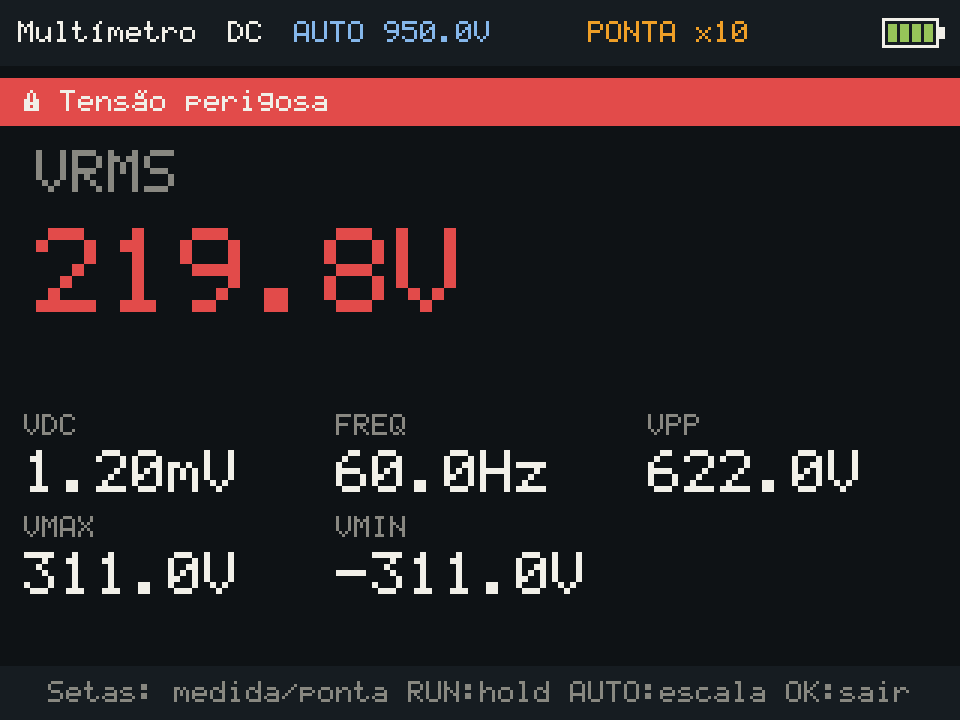 Multímetro DC AUTO 950.0V PONTA x10
Tensão perigosa
VRMS
219.8V
VDC FREQ VPP
1.20mV 60.0Hz 622.0V
VMAX VMIN
311.0V -311.0V
Setas: medida/ponta RUN:hold AUTO:escala OK:sair